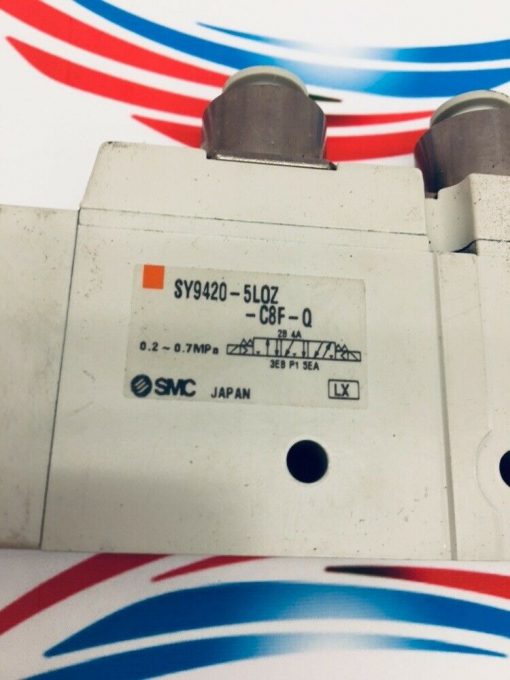 SY9420-5LOZ
-C8F-Q
2B 4A
0.2~0.7MPa
3EB P1 5EA
SMC JAPAN LX